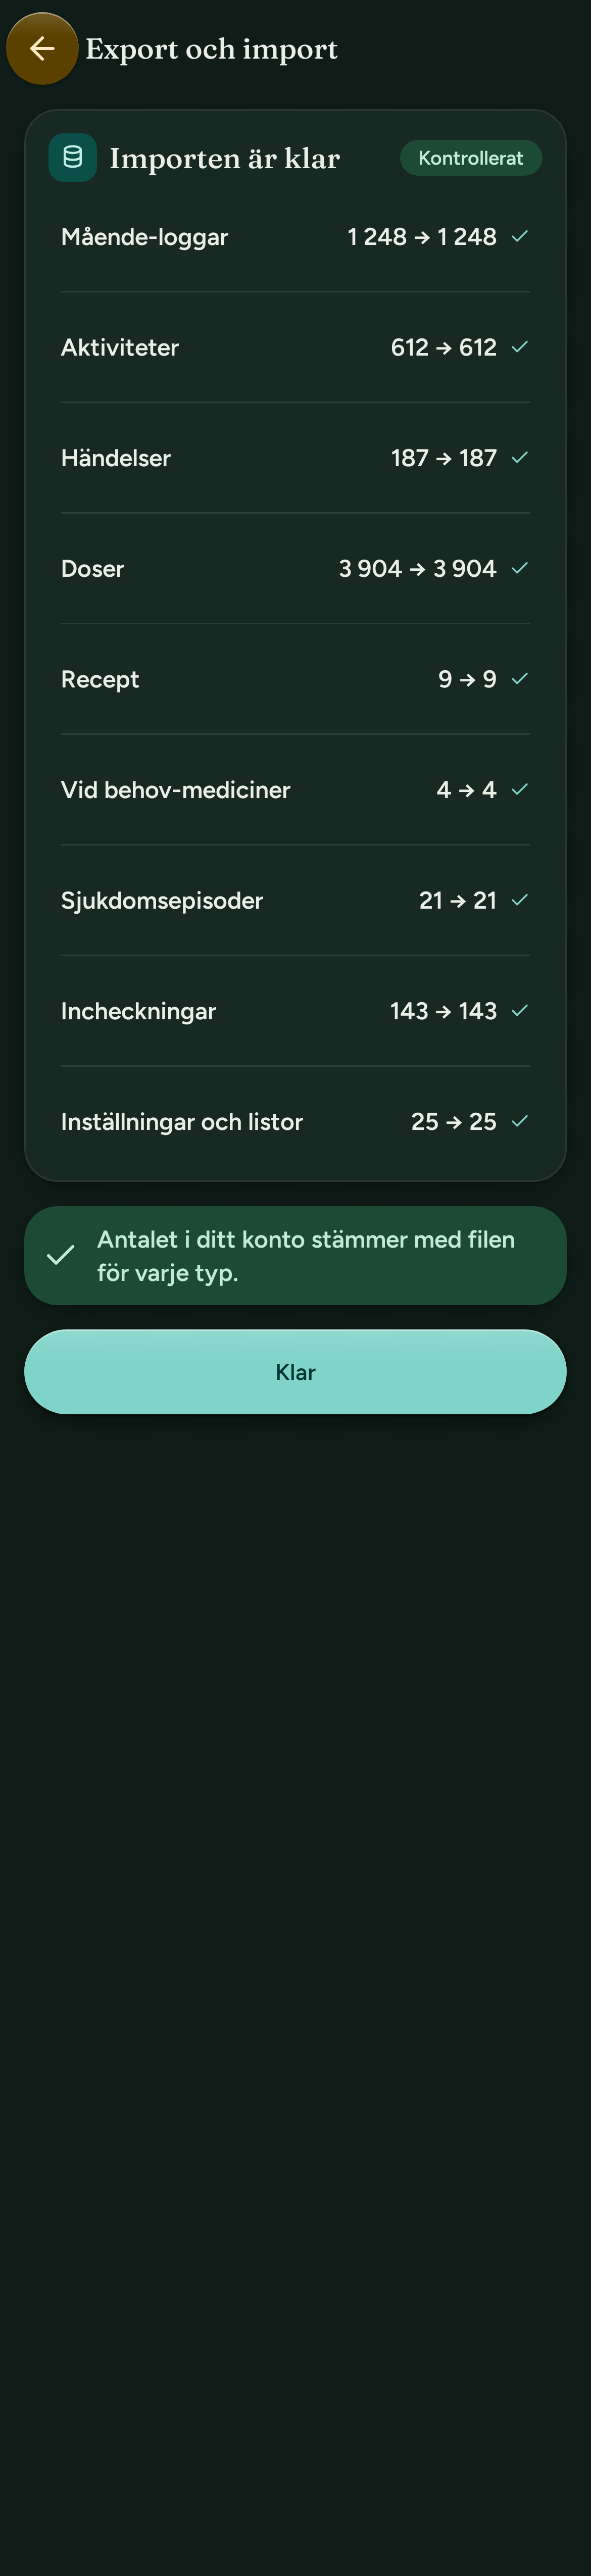 Export och import
Importen är klar
Kontrollerat
Mående-loggar 1 248 → 1 248 ✓
Aktiviteter 612 → 612 ✓
Händelser 187 → 187 ✓
Doser 3 904 → 3 904 ✓
Recept 9 → 9 ✓
Vid behov-mediciner 4 → 4 ✓
Sjukdomsepisoder 21 → 21 ✓
Incheckningar 143 → 143 ✓
Inställningar och listor 25 → 25 ✓
Antalet i ditt konto stämmer med filen
för varje typ.
Klar